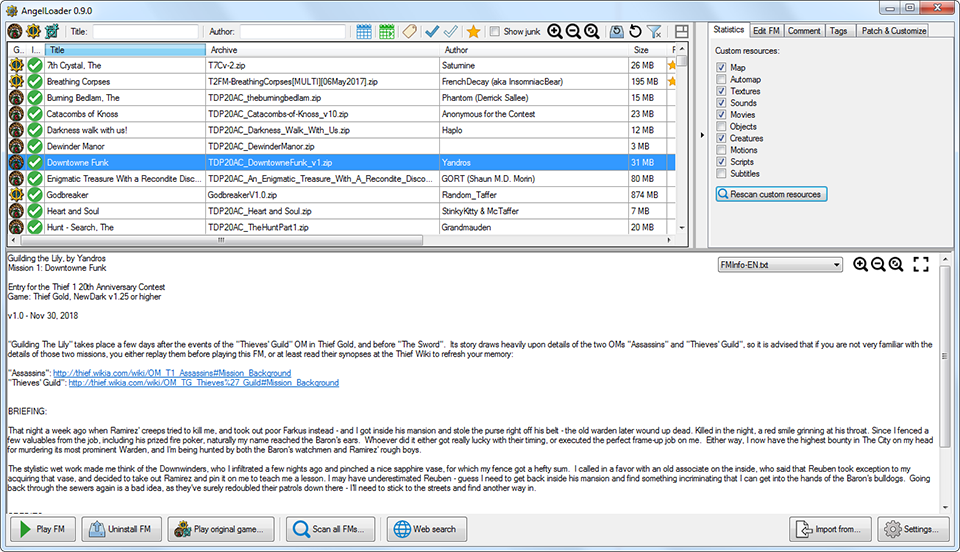 AngelLoader 0.9.0
Title:
Author:
Show junk
G.. I... Title Archive Author Size F
7th Crystal, The T7Cv-2.zip Saturnine 26 MB
Breathing Corpses T2FM-BreathingCorpses[MULTI][06May2017].zip FrenchDecay (aka InsomniacBear) 195 MB
Burning Bedlam, The TDP20AC_theburningbedlam.zip Phantom (Derrick Sallee) 15 MB
Catacombs of Knoss TDP20AC_Catacombs-of-Knoss_v10.zip Anonymous for the Contest 23 MB
Darkness walk with us! TDP20AC_Darkness_Walk_With_Us.zip Haplo 12 MB
Dewinder Manor TDP20AC_DewinderManor.zip 3 MB
Downtowne Funk TDP20AC_DowntowneFunk_v1.zip Yandros 31 MB
Enigmatic Treasure With a Recondite Disc... TDP20AC_An_Enigmatic_Treasure_With_A_Recondite_Disco... GORT (Shaun M.D. Morin) 80 MB
Godbreaker GodbreakerV1.0.zip Random_Taffer 874 MB
Heart and Soul TDP20AC_Heart and Soul.zip StinkyKitty & McTaffer 7 MB
Hunt - Search, The TDP20AC_TheHuntPart1.zip Grandmauden 20 MB
Statistics Edit FM Comment Tags Patch & Customize
Custom resources:
Map
Automap
Textures
Sounds
Movies
Objects
Creatures
Motions
Scripts
Subtitles
Rescan custom resources
FMInfo-EN.txt
Guilding the Lily, by Yandros
Mission 1: Downtowne Funk
Entry for the Thief 1 20th Anniversary Contest
Game: Thief Gold, NewDark v1.25 or higher
v1.0 - Nov 30, 2018
"Guilding The Lily" takes place a few days after the events of the "Thieves' Guild" OM in Thief Gold, and before "The Sword". Its story draws heavily upon details of the two OMs "Assassins" and "Thieves' Guild", so it is advised that if you are not very familiar with the
details of those two missions, you either replay them before playing this FM, or at least read their synopses at the Thief Wiki to refresh your memory:
"Assassins": http://thief.wikia.com/wiki/OM_T1_Assassins#Mission_Background
"Thieves' Guild": http://thief.wikia.com/wiki/OM_TG_Thieves%27_Guild#Mission_Background
BRIEFING:
That night a week ago when Ramirez' creeps tried to kill me, and took out poor Farkus instead - and I got inside his mansion and stole the purse right off his belt - the old warden later wound up dead. Killed in the night, a red smile grinning at his throat. Since I fenced a
few valuables from the job, including his prized fire poker, naturally my name reached the Baron's ears. Whoever did it either got really lucky with their timing, or executed the perfect frame-up job on me. Either way, I now have the highest bounty in The City on my head
for murdering its most prominent Warden, and I'm being hunted by both the Baron's watchmen and Ramirez' rough boys.
The stylistic wet work made me think of the Downwinders, who I infiltrated a few nights ago and pinched a nice sapphire vase, for which my fence got a hefty sum. I called in a favor with an old associate on the inside, who said that Reuben took exception to my
acquiring that vase, and decided to take out Ramirez and pin it on me to teach me a lesson. I may have underestimated Reuben - guess I need to get back inside his mansion and find something incriminating that I can get into the hands of the Baron's bulldogs. Going
back through the sewers again is a bad idea, as they've surely redoubled their patrols down there - I'll need to stick to the streets and find another way in.
Play FM
Uninstall FM
Play original game...
Scan all FMs...
Web search
Import from...
Settings...